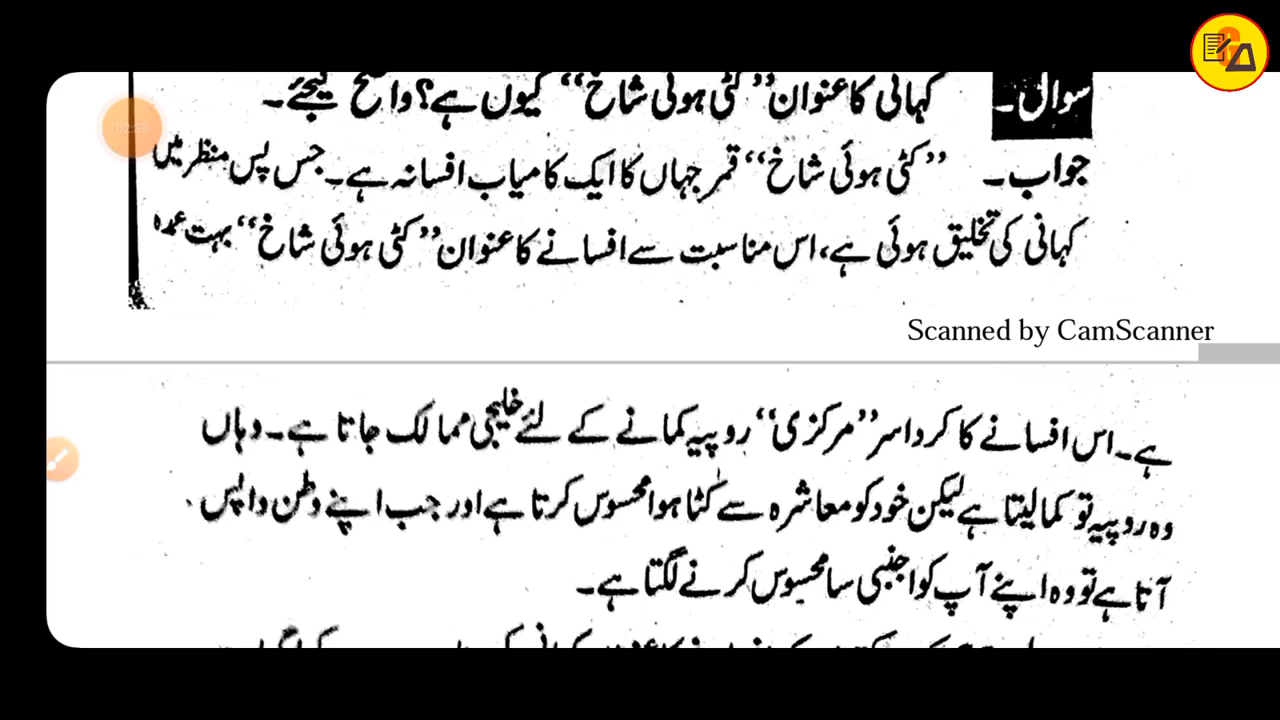 سوال۔ کہانی کا عنوان ”کٹی ہوئی شاخ“ کیوں ہے؟ واضح کیجئے۔
جواب۔ ”کٹی ہوئی شاخ“ قمر جہاں کا ایک کامیاب افسانہ ہے۔ جس پس منظر میں
کہانی کی تخلیق ہوئی ہے، اس مناسبت سے افسانے کا عنوان ”کٹی ہوئی شاخ“ بہت عمدہ
Scanned by CamScanner
ہے۔ اس افسانے کا کردار سر ”مرکزی“ روپیہ کمانے کے لئے خلیجی ممالک جاتا ہے۔ وہاں
وہ روپیہ تو کما لیتا ہے لیکن خود کو معاشرہ سے کٹا ہوا محسوس کرتا ہے اور جب اپنے وطن واپس
آتا ہے تو وہ اپنے آپ کو اجنبی سا محسوس کرنے لگتا ہے۔